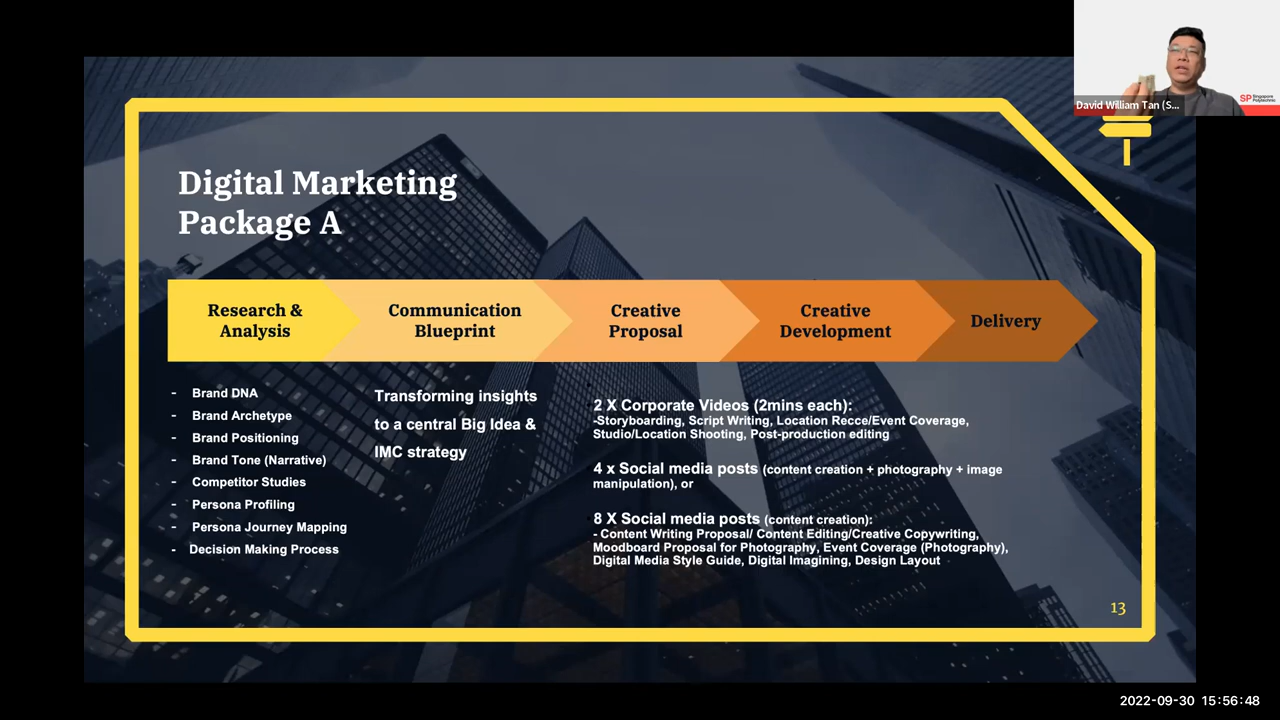 David William Tan (S...
SP Singapore
Polytechnic
Digital Marketing
Package A
Research &
Analysis
Communication
Blueprint
Creative
Proposal
Creative
Development
Delivery
- Brand DNA
- Brand Archetype
- Brand Positioning
- Brand Tone (Narrative)
- Competitor Studies
- Persona Profiling
- Persona Journey Mapping
- Decision Making Process
Transforming insights
to a central Big Idea &
IMC strategy
2 X Corporate Videos (2mins each):
-Storyboarding, Script Writing, Location Recce/Event Coverage,
Studio/Location Shooting, Post-production editing
4 x Social media posts (content creation + photography + image
manipulation), or
8 X Social media posts (content creation):
- Content Writing Proposal/ Content Editing/Creative Copywriting,
Moodboard Proposal for Photography, Event Coverage (Photography),
Digital Media Style Guide, Digital Imagining, Design Layout
13
2022-09-30 15:56:48